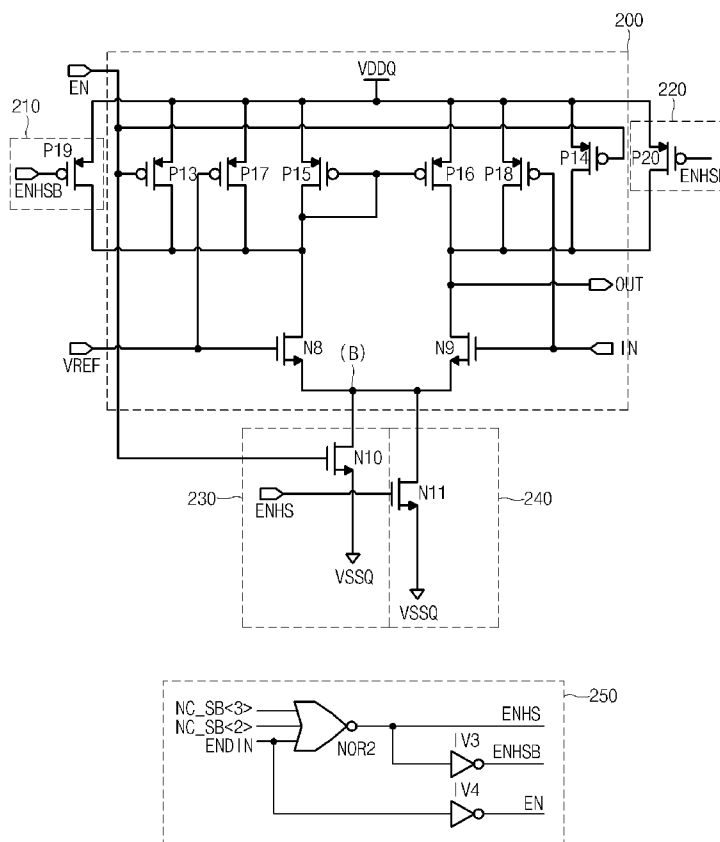 200
VDDQ
EN
210
220
P19
P13
P17
P15
P16
P18
P14
P20
ENHSB
ENHSB
OUT
VREF
N8
(B)
N9
IN
N10
230
ENHS
N11
240
VSSQ
VSSQ
250
NC_SB<3>
NC_SB<2>
ENDIN
NOR2
ENHS
IV3
ENHSB
IV4
EN